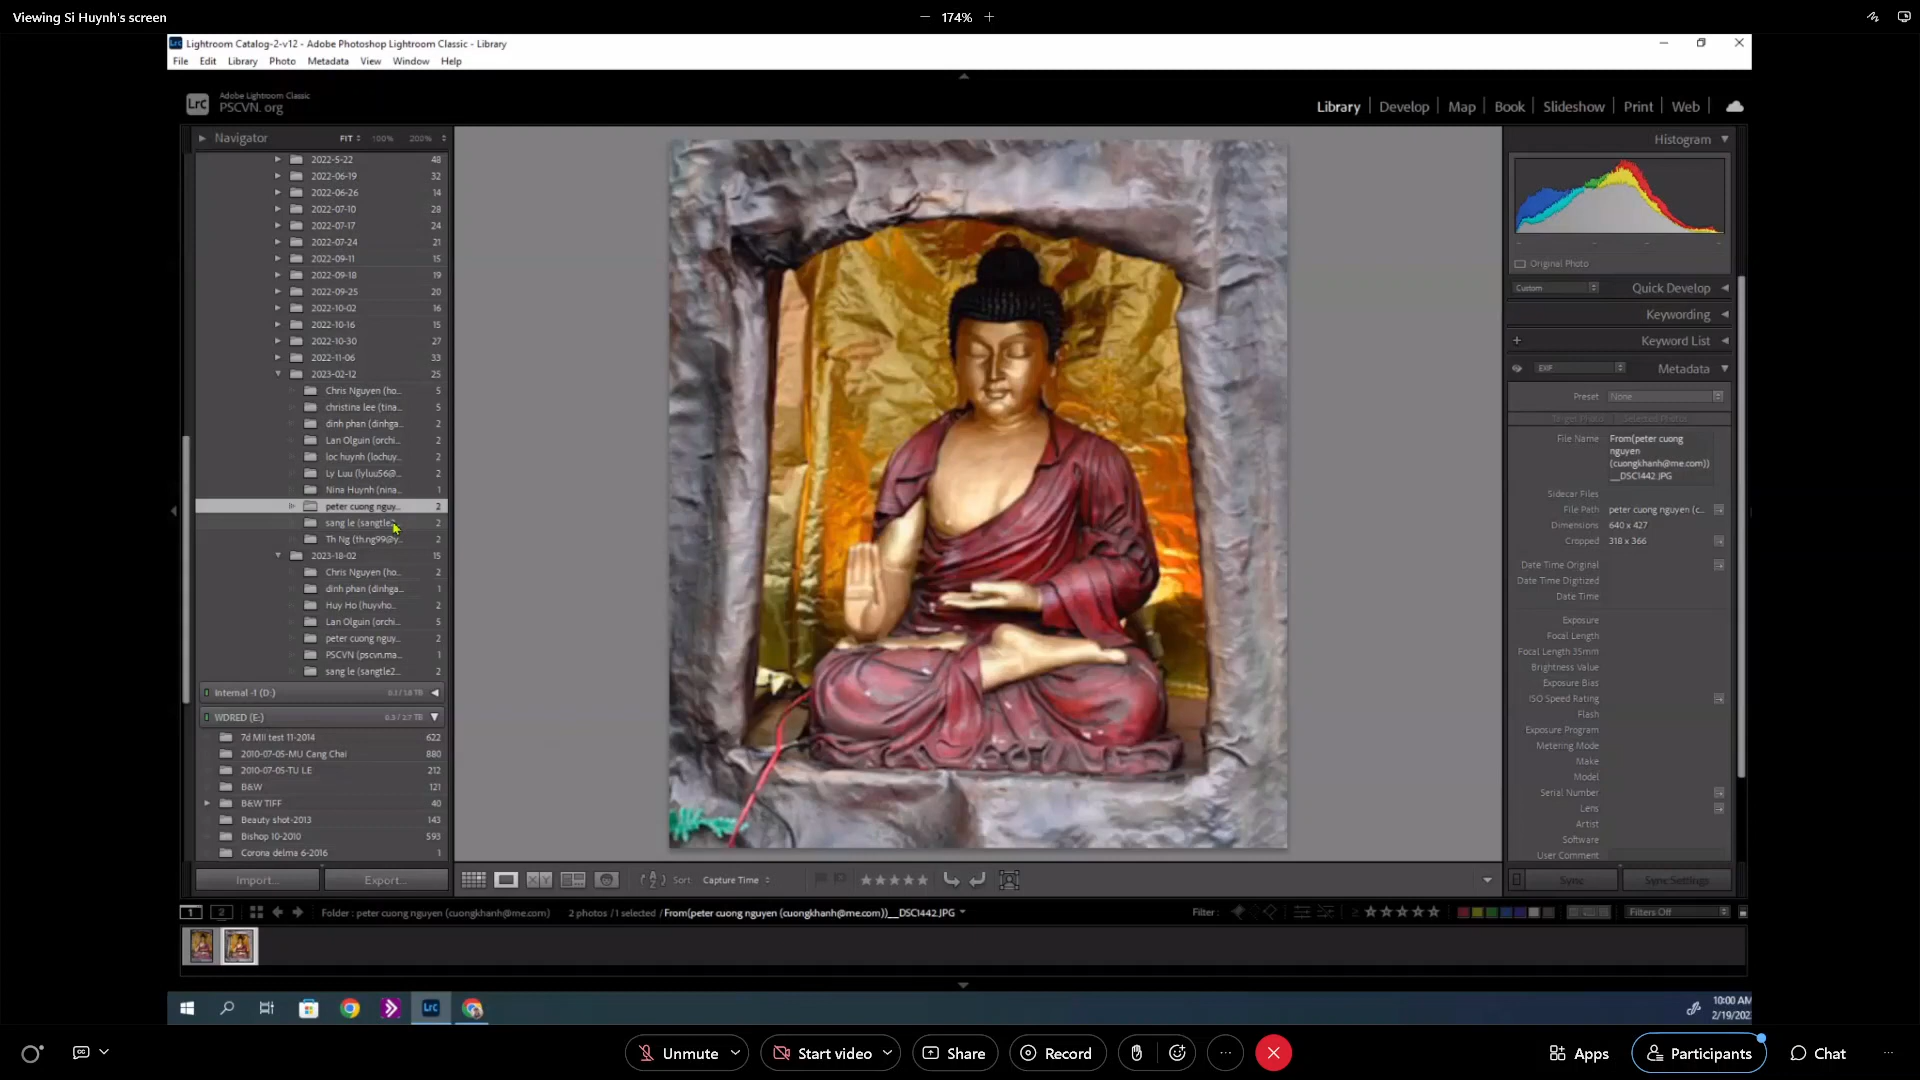 Viewing Si Huynh's screen
174%
Lightroom Catalog-2-v12 - Adobe Photoshop Lightroom Classic - Library
File Edit Library Photo Metadata View Window Help
LrC
Adobe Lightroom Classic
PSCVN. org
Library | Develop | Map | Book | Slideshow | Print | Web
Navigator FIT 100% 200%
2022-5-22 48
2022-06-19 32
2022-06-26 14
2022-07-10 28
2022-07-17 24
2022-07-24 21
2022-09-11 15
2022-09-18 19
2022-09-25 20
2022-10-02 16
2022-10-16 15
2022-10-30 27
2022-11-06 33
2023-02-12 25
Chris Nguyen (ho... 5
christina lee (tina... 5
dinh phan (dinhga... 2
Lan Olguin (orchi... 2
loc huynh (lochuy... 2
Ly Luu (lyluu56@... 2
Nina Huynh (nina... 1
peter cuong nguy... 2
sang le (sangtle2... 2
Th Ng (th.ng99@y... 2
2023-18-02 15
Chris Nguyen (ho... 2
dinh phan (dinhga... 1
Huy Ho (huyvho... 2
Lan Olguin (orchi... 5
peter cuong nguy... 2
PSCVN (pscvn.ma... 1
sang le (sangtle2... 2
Internal -1 (D:)
WDRED (E:)
7d MII test 11-2014 622
2010-07-05-MU Cang Chai 880
2010-07-05-TU LE 212
B&W 121
B&W TIFF 40
Beauty shot-2013 143
Bishop 10-2010 593
Corona delma 6-2016 1
Import... Export...
Histogram
Original Photo
Custom Quick Develop
Keywording
+ Keyword List
EXIF Metadata
Preset None
Target Photo Selected Photos
File Name From(peter cuong
nguyen
(cuongkhanh@me.com))
__DSC1442.JPG
Sidecar Files
File Path peter cuong nguyen (c...
Dimensions 640 x 427
Cropped 318 x 366
Date Time Original
Date Time Digitized
Date Time
Exposure
Focal Length
Focal Length 35mm
Brightness Value
Exposure Bias
ISO Speed Rating
Flash
Exposure Program
Metering Mode
Make
Model
Serial Number
Lens
Artist
Software
User Comment
Sync Sync Settings
Sort: Capture Time
1 2 Folder : peter cuong nguyen (cuongkhanh@me.com) 2 photos / 1 selected / From(peter cuong nguyen (cuongkhanh@me.com))__DSC1442.JPG
Filter : Filters Off
LrC
10:00 AM
Unmute
Start video
Share
Record
Apps
Participants
Chat